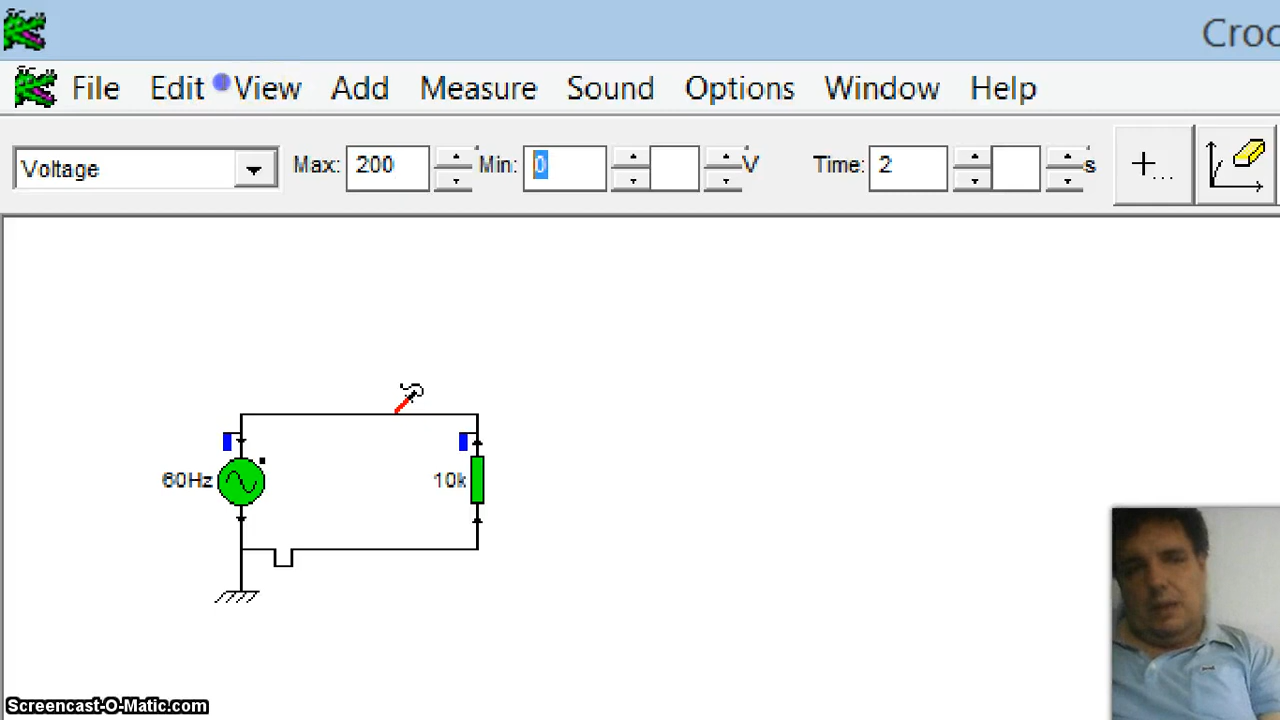 Croc
File Edit View Add Measure Sound Options Window Help
Voltage Max: 200 Min: 0 V Time: 2 s
+...
60Hz 10k
Screencast-O-Matic.com